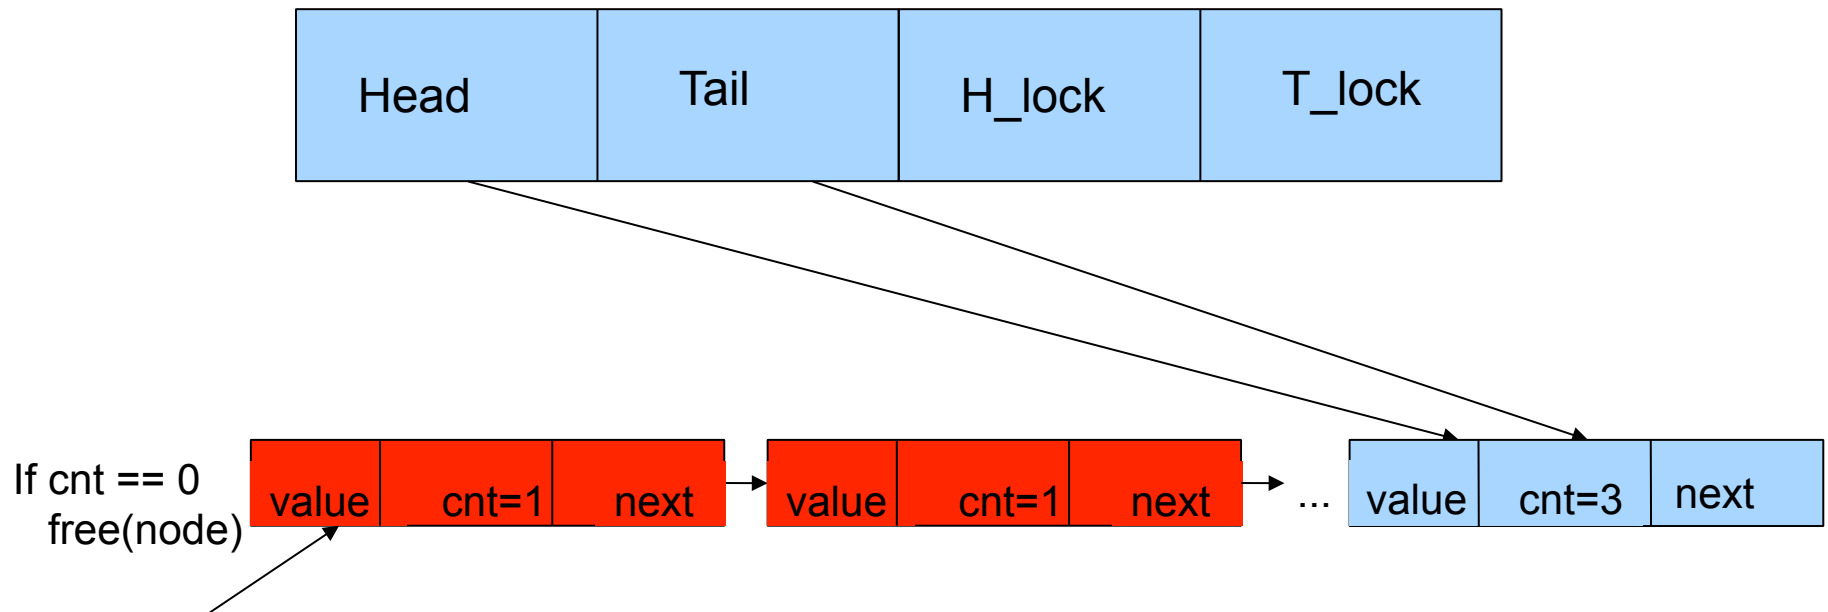 Head Tail H_lock T_lock
If cnt == 0
free(node)
value cnt=1 next value cnt=1 next ... value cnt=3 next